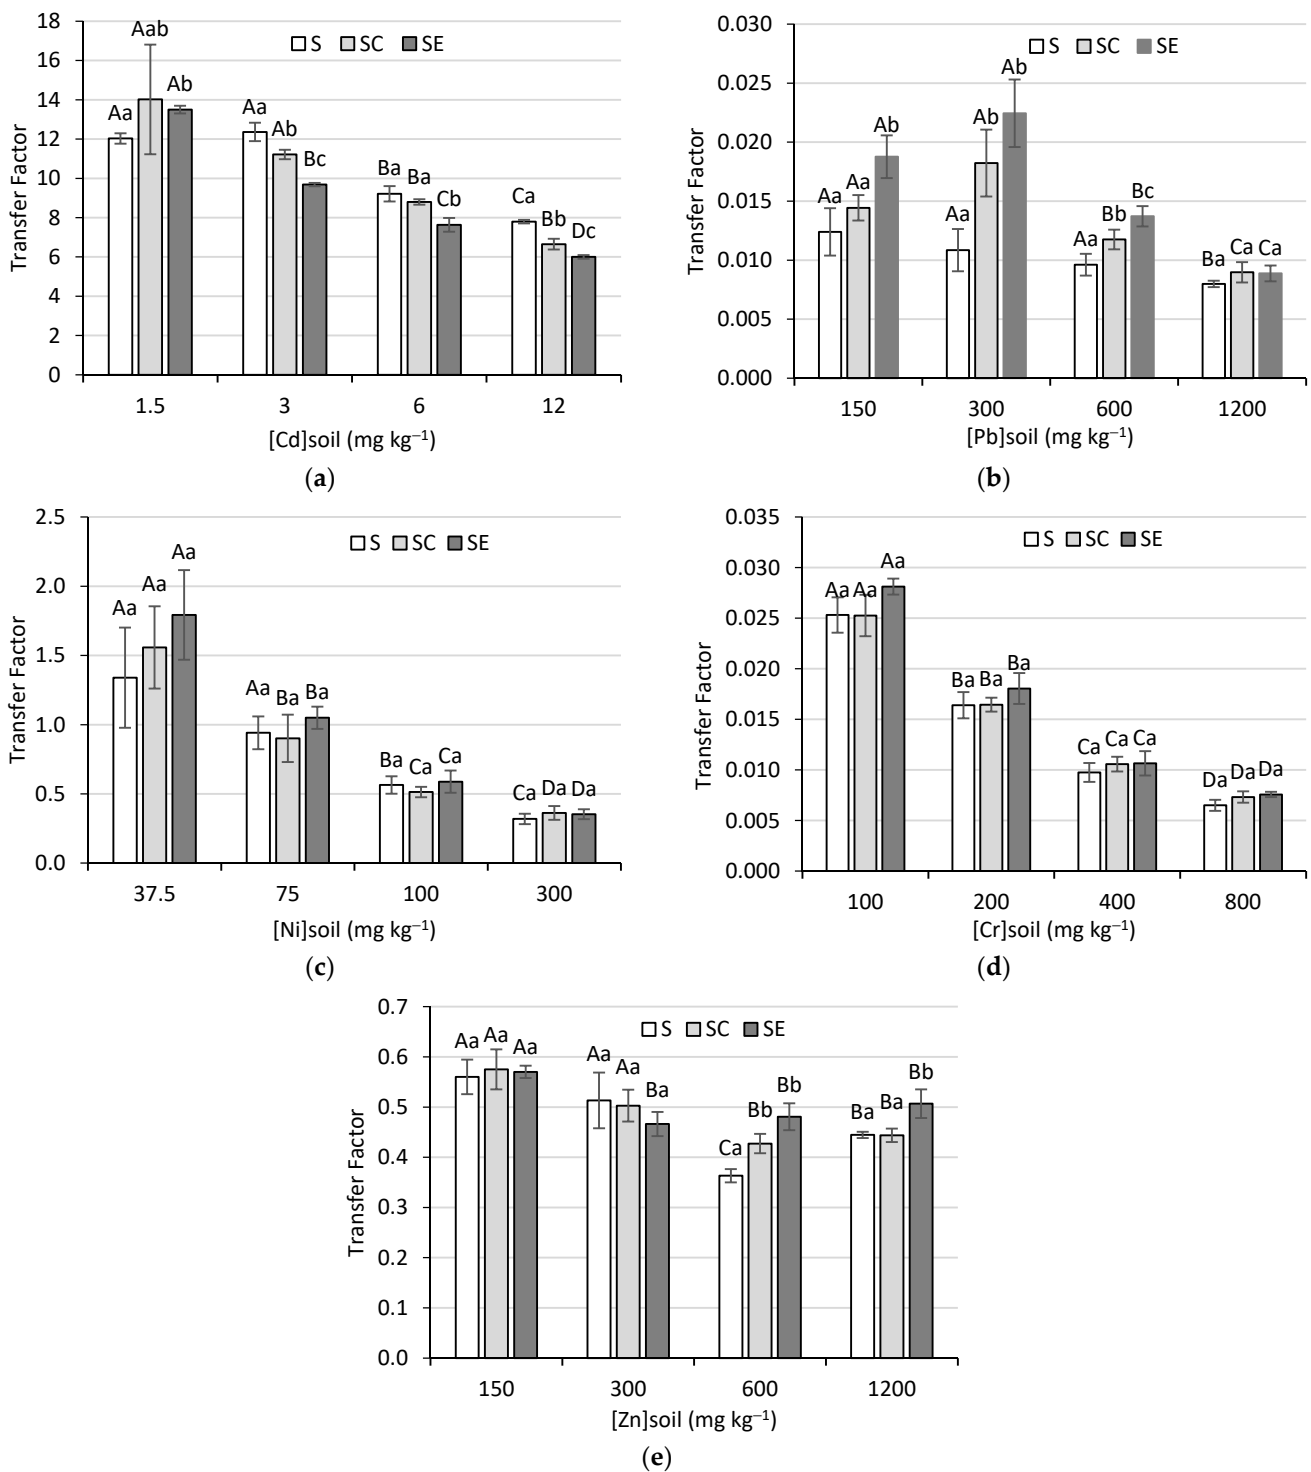 18
16
14
12
10
8
6
4
2
0
Transfer Factor
S SC SE
Aa Aab Ab
Aa Ab Bc
Ba Ba Cb
Ca Bb Dc
1.5 3 6 12
[Cd]soil (mg kg⁻¹)
(a)
0.030
0.025
0.020
0.015
0.010
0.005
0.000
Transfer Factor
S SC SE
Aa Aa Ab
Aa Ab Ab
Aa Bb Bc
Ba Ca Ca
150 300 600 1200
[Pb]soil (mg kg⁻¹)
(b)
2.5
2.0
1.5
1.0
0.5
0.0
Transfer Factor
S SC SE
Aa Aa Aa
Aa Ba Ba
Ba Ca Ca
Ca Da Da
37.5 75 100 300
[Ni]soil (mg kg⁻¹)
(c)
0.035
0.030
0.025
0.020
0.015
0.010
0.005
0.000
Transfer Factor
S SC SE
Aa Aa Aa
Ba Ba Ba
Ca Ca Ca
Da Da Da
100 200 400 800
[Cr]soil (mg kg⁻¹)
(d)
0.7
0.6
0.5
0.4
0.3
0.2
0.1
0.0
Transfer Factor
S SC SE
Aa Aa Aa
Aa Aa Ba
Ca Bb Bb
Ba Ba Bb
150 300 600 1200
[Zn]soil (mg kg⁻¹)
(e)